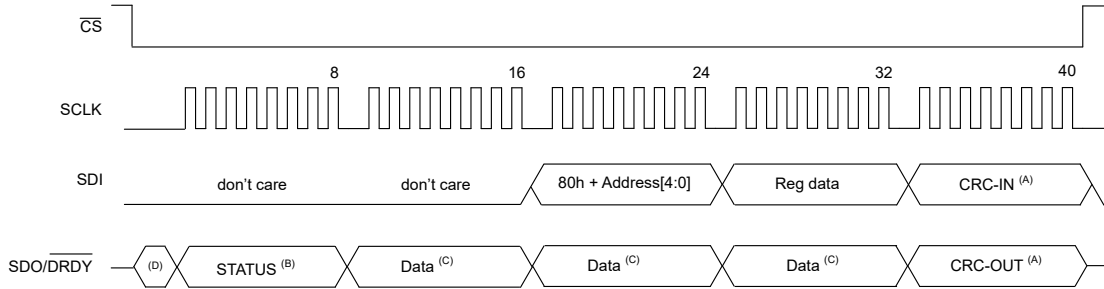 CS
8 16 24 32 40
SCLK
SDI don't care don't care 80h + Address[4:0] Reg data CRC-IN (A)
SDO/DRDY (D) STATUS (B) Data (C) Data (C) Data (C) CRC-OUT (A)